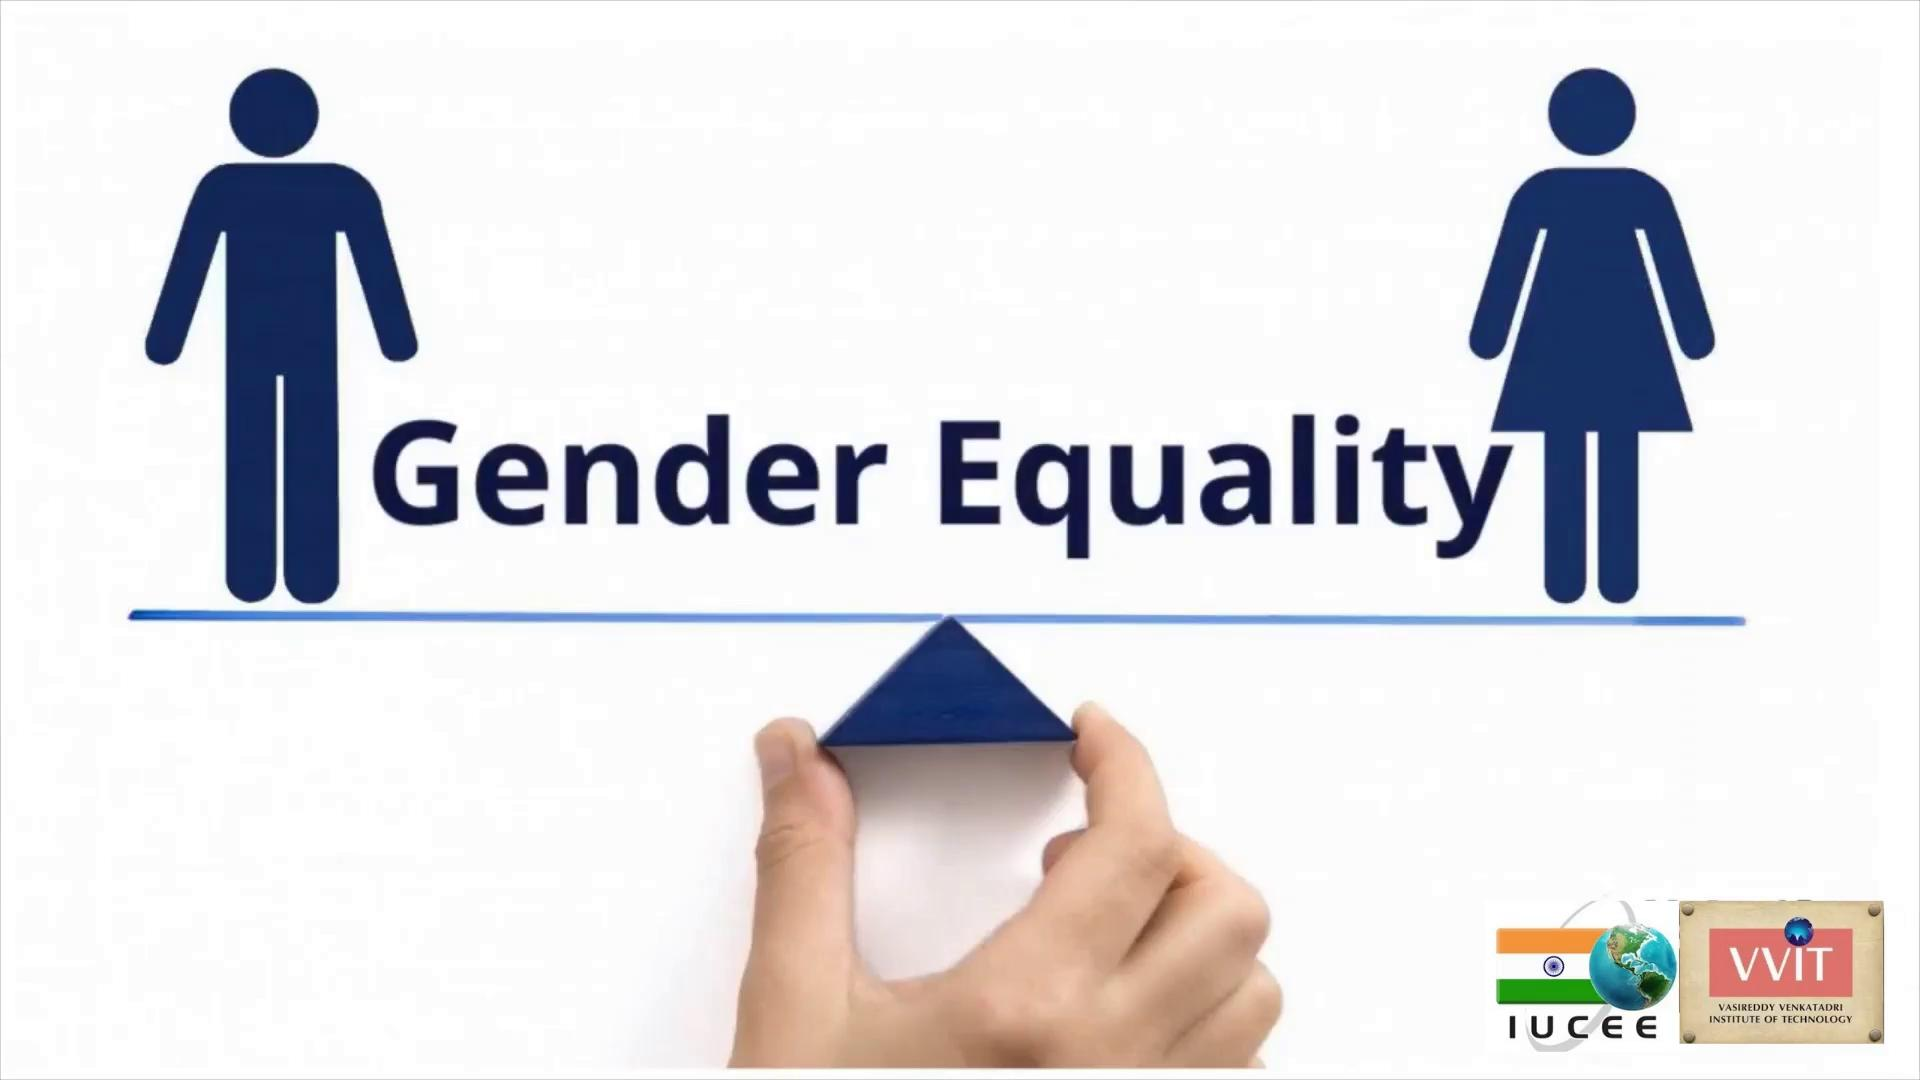 Gender Equality
IUCEE
VVIT
VASIREDDY VENKATADRI
INSTITUTE OF TECHNOLOGY